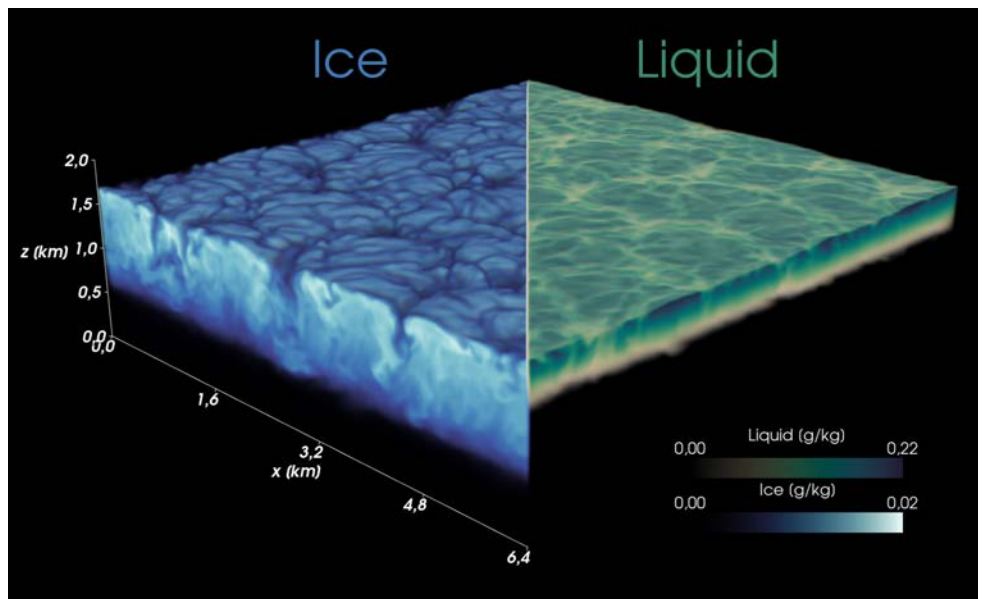 Ice
Liquid
2,0
1,5
z (km) 1,0
0,5
0,0
0,0
1,6
3,2
x (km)
4,8
6,4
Liquid (g/kg)
0,00 0,22
Ice (g/kg)
0,00 0,02